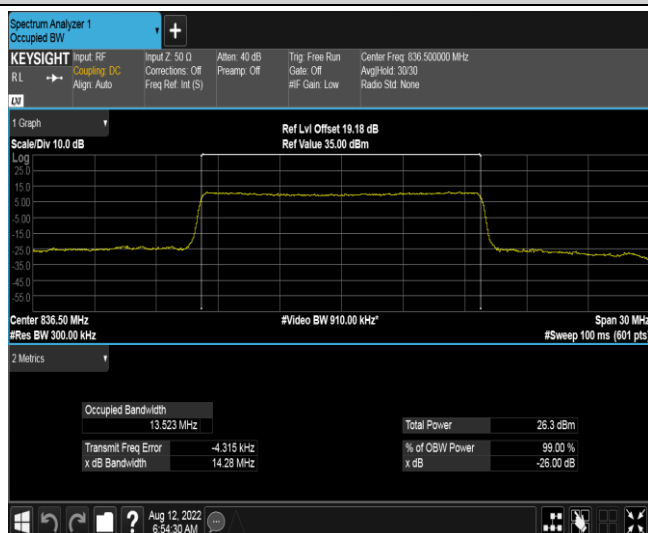 Spectrum Analyzer 1
Occupied BW
+
KEYSIGHT Input: RF Input Z: 50 Ω Atten: 40 dB Trig: Free Run Center Freq: 836.500000 MHz
RL Coupling: DC Corrections: Off Preamp: Off Gate: Off Avg|Hold: 30/30
Align: Auto Freq Ref: Int (S) #IF Gain: Low Radio Std: None
LXI
1 Graph
Ref Lvl Offset 19.18 dB
Scale/Div 10.0 dB Ref Value 35.00 dBm
Log
25.0
15.0
5.00
-5.00
-15.0
-25.0
-35.0
-45.0
-55.0
Center 836.50 MHz #Video BW 910.00 kHz* Span 30 MHz
#Res BW 300.00 kHz #Sweep 100 ms (601 pts)
2 Metrics
Occupied Bandwidth
13.523 MHz Total Power 26.3 dBm
Transmit Freq Error -4.315 kHz % of OBW Power 99.00 %
x dB Bandwidth 14.28 MHz x dB -26.00 dB
? Aug 12, 2022
6:54:30 AM